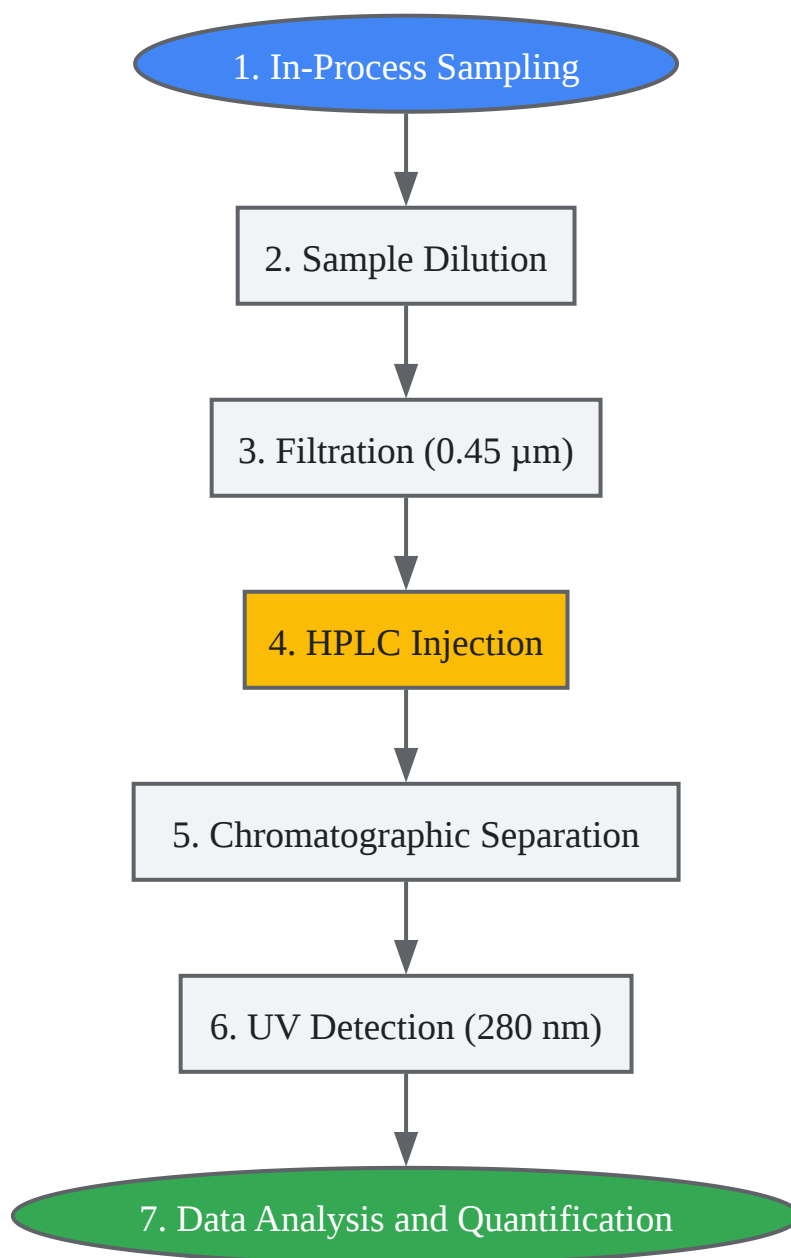 1. In-Process Sampling
2. Sample Dilution
3. Filtration (0.45 µm)
4. HPLC Injection
5. Chromatographic Separation
6. UV Detection (280 nm)
7. Data Analysis and Quantification